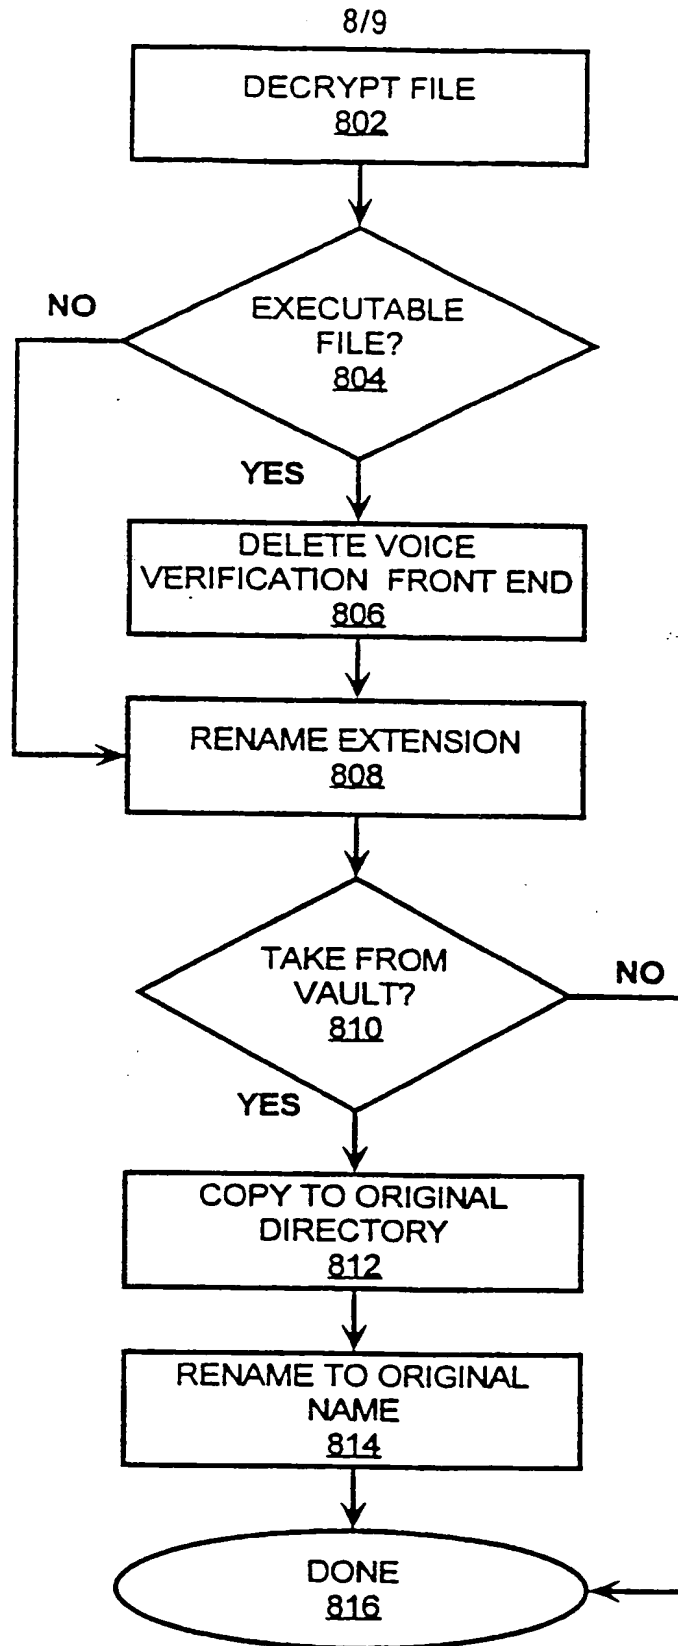 8/9
DECRYPT FILE
802
NO
EXECUTABLE
FILE?
804
YES
DELETE VOICE
VERIFICATION FRONT END
806
RENAME EXTENSION
808
TAKE FROM
VAULT?
810
NO
YES
COPY TO ORIGINAL
DIRECTORY
812
RENAME TO ORIGINAL
NAME
814
DONE
816